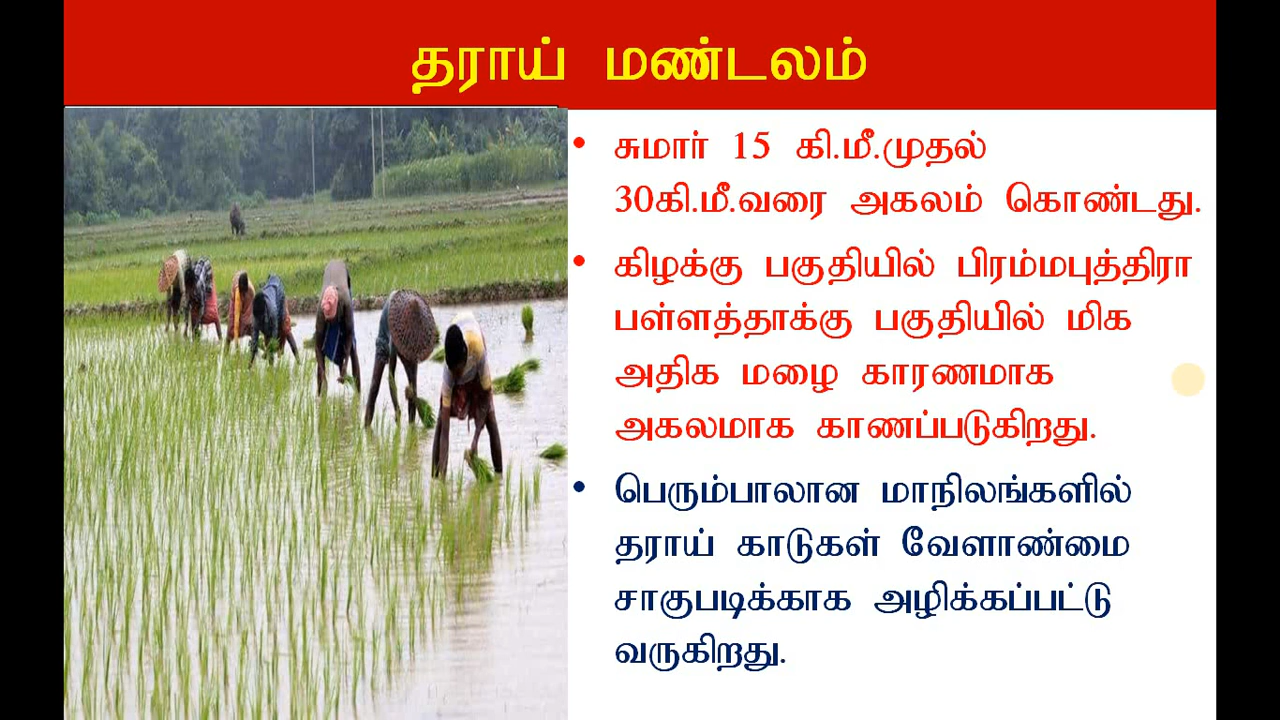 தராய் மண்டலம்
• சுமார் 15 கி.மீ.முதல்
30கி.மீ.வரை அகலம் கொண்டது.
• கிழக்கு பகுதியில் பிரம்மபுத்திரா
பள்ளத்தாக்கு பகுதியில் மிக
அதிக மழை காரணமாக
அகலமாக காணப்படுகிறது.
• பெரும்பாலான மாநிலங்களில்
தராய் காடுகள் வேளாண்மை
சாகுபடிக்காக அழிக்கப்பட்டு
வருகிறது.